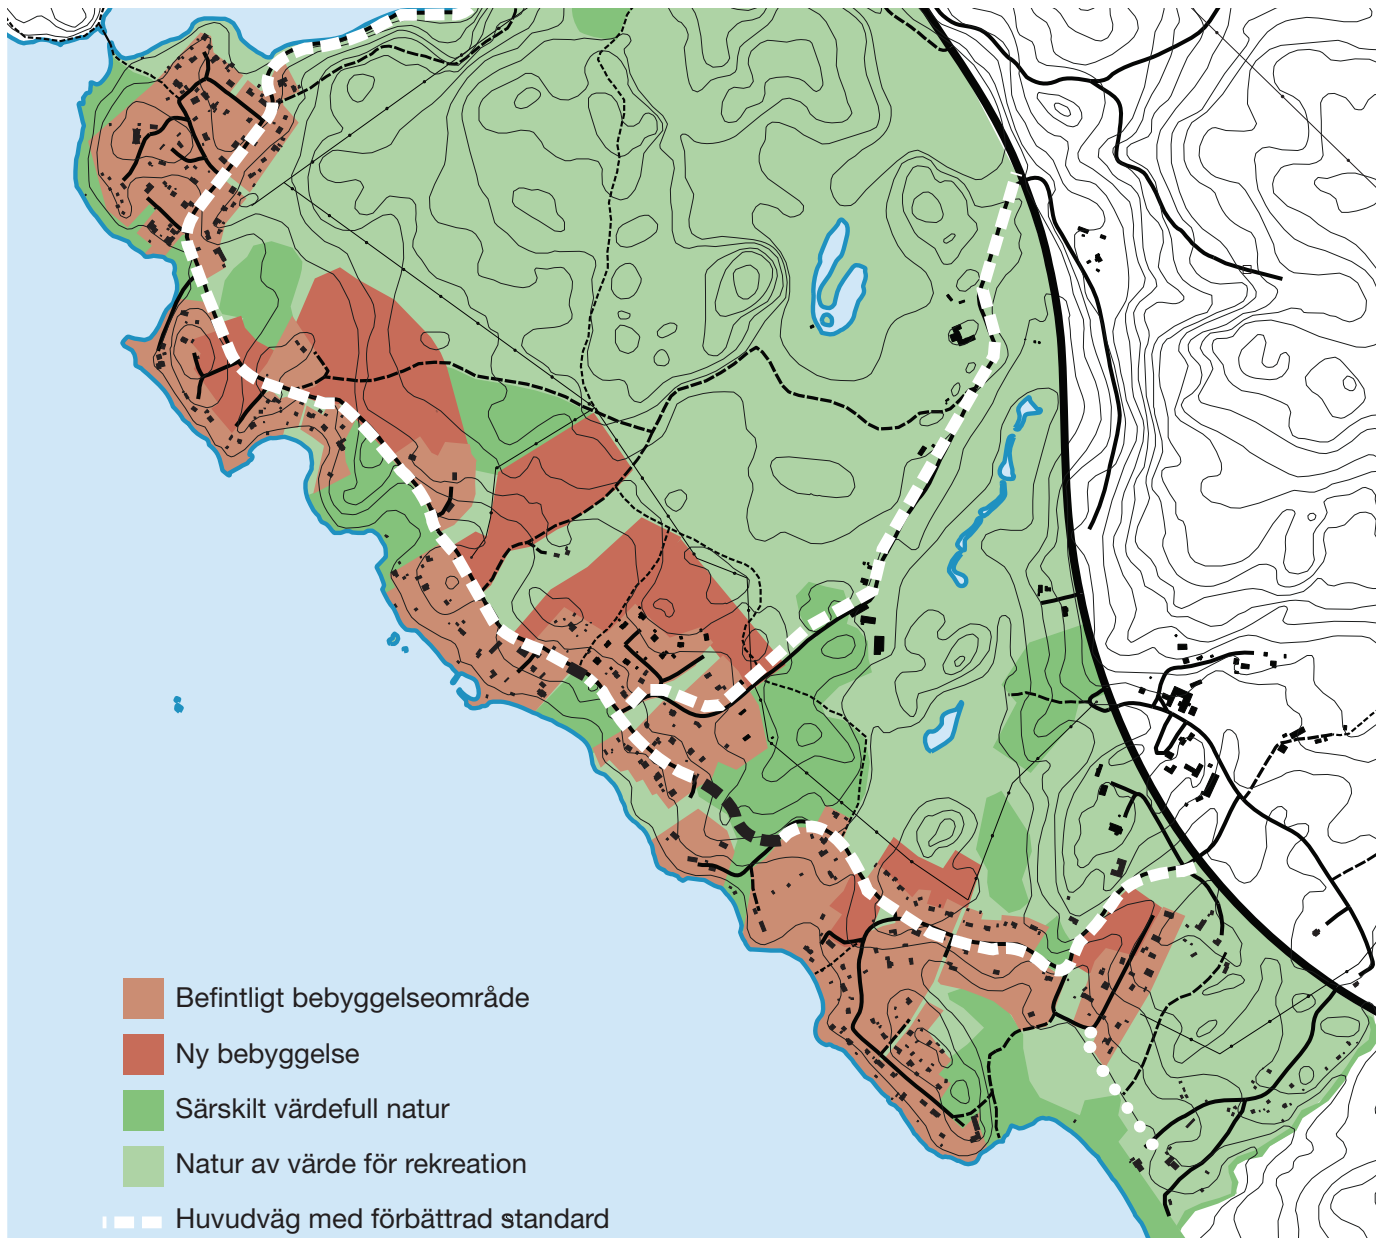 Befintligt bebyggelseområde
Ny bebyggelse
Särskilt värdefull natur
Natur av värde för rekreation
Huvudväg med förbättrad standard